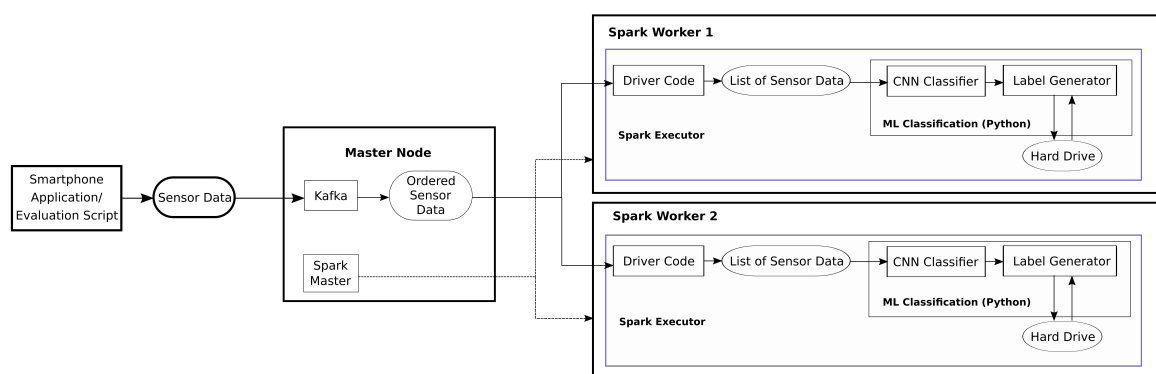 Smartphone
Application/
Evaluation Script
Sensor Data
Master Node
Kafka
Ordered
Sensor
Data
Spark
Master
Spark Worker 1
Driver Code
List of Sensor Data
CNN Classifier
Label Generator
ML Classification (Python)
Spark Executor
Hard Drive
Spark Worker 2
Driver Code
List of Sensor Data
CNN Classifier
Label Generator
ML Classification (Python)
Spark Executor
Hard Drive